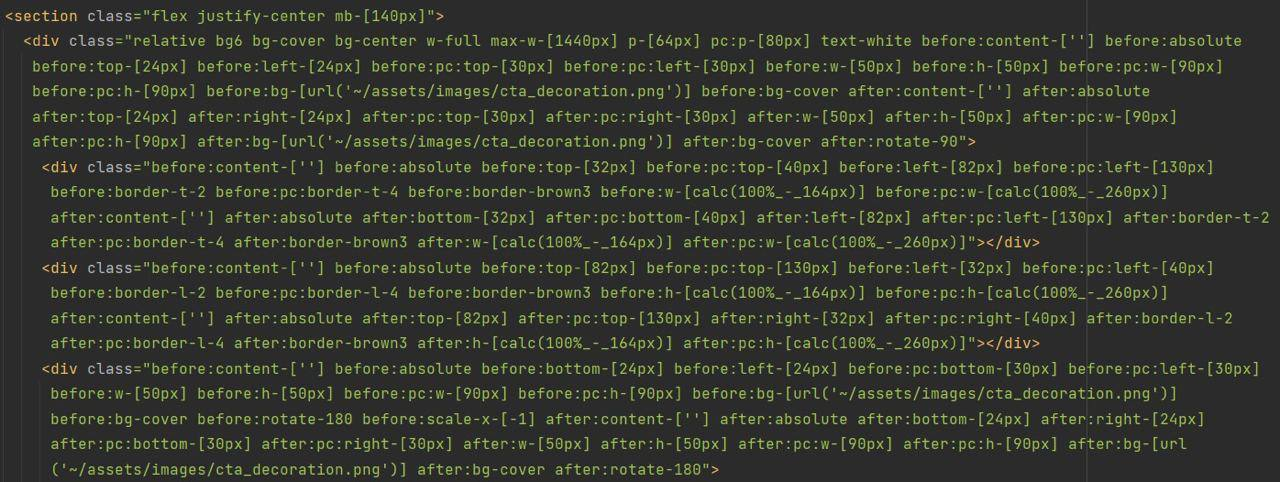 <section class="flex justify-center mb-[140px]">
<div class="relative bg6 bg-cover bg-center w-full max-w-[1440px] p-[64px] pc:p-[80px] text-white before:content-[''] before:absolute
before:top-[24px] before:left-[24px] before:pc:top-[30px] before:pc:left-[30px] before:w-[50px] before:h-[50px] before:pc:w-[90px]
before:pc:h-[90px] before:bg-[url('~/assets/images/cta_decoration.png')] before:bg-cover after:content-[''] after:absolute
after:top-[24px] after:right-[24px] after:pc:top-[30px] after:pc:right-[30px] after:w-[50px] after:h-[50px] after:pc:w-[90px]
after:pc:h-[90px] after:bg-[url('~/assets/images/cta_decoration.png')] after:bg-cover after:rotate-90">
<div class="before:content-[''] before:absolute before:top-[32px] before:pc:top-[40px] before:left-[82px] before:pc:left-[130px]
before:border-t-2 before:pc:border-t-4 before:border-brown3 before:w-[calc(100%_-_164px)] before:pc:w-[calc(100%_-_260px)]
after:content-[''] after:absolute after:bottom-[32px] after:pc:bottom-[40px] after:left-[82px] after:pc:left-[130px] after:border-t-2
after:pc:border-t-4 after:border-brown3 after:w-[calc(100%_-_164px)] after:pc:w-[calc(100%_-_260px)]"></div>
<div class="before:content-[''] before:absolute before:top-[82px] before:pc:top-[130px] before:left-[32px] before:pc:left-[40px]
before:border-l-2 before:pc:border-l-4 before:border-brown3 before:h-[calc(100%_-_164px)] before:pc:h-[calc(100%_-_260px)]
after:content-[''] after:absolute after:top-[82px] after:pc:top-[130px] after:right-[32px] after:pc:right-[40px] after:border-l-2
after:pc:border-l-4 after:border-brown3 after:h-[calc(100%_-_164px)] after:pc:h-[calc(100%_-_260px)]"></div>
<div class="before:content-[''] before:absolute before:bottom-[24px] before:left-[24px] before:pc:bottom-[30px] before:pc:left-[30px]
before:w-[50px] before:h-[50px] before:pc:w-[90px] before:pc:h-[90px] before:bg-[url('~/assets/images/cta_decoration.png')]
before:bg-cover before:rotate-180 before:scale-x-[-1] after:content-[''] after:absolute after:bottom-[24px] after:right-[24px]
after:pc:bottom-[30px] after:pc:right-[30px] after:w-[50px] after:h-[50px] after:pc:w-[90px] after:pc:h-[90px] after:bg-[url
('~/assets/images/cta_decoration.png')] after:bg-cover after:rotate-180">